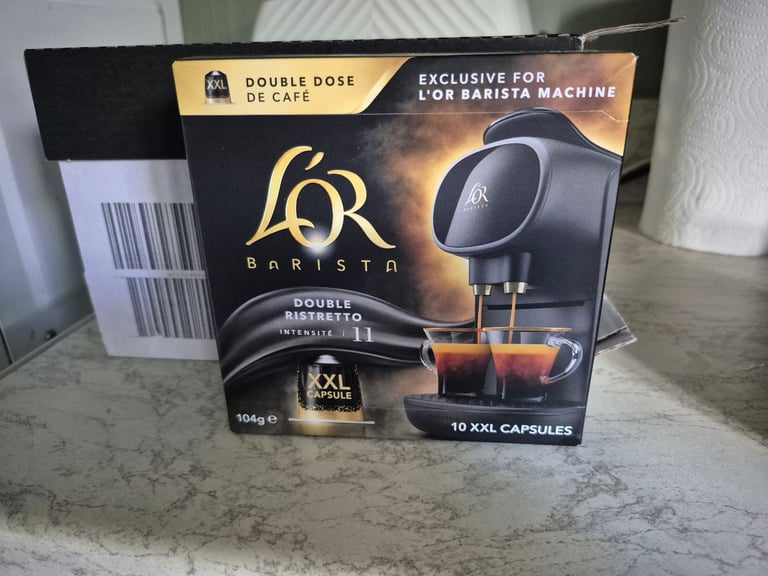 XXL
DOUBLE DOSE
DE CAFÉ
EXCLUSIVE FOR
L'OR BARISTA MACHINE
L'OR
BARISTA
L'OR
BARISTA
DOUBLE
RISTRETTO
INTENSITÉ | 11
XXL
CAPSULE
104g ℮
10 XXL CAPSULES